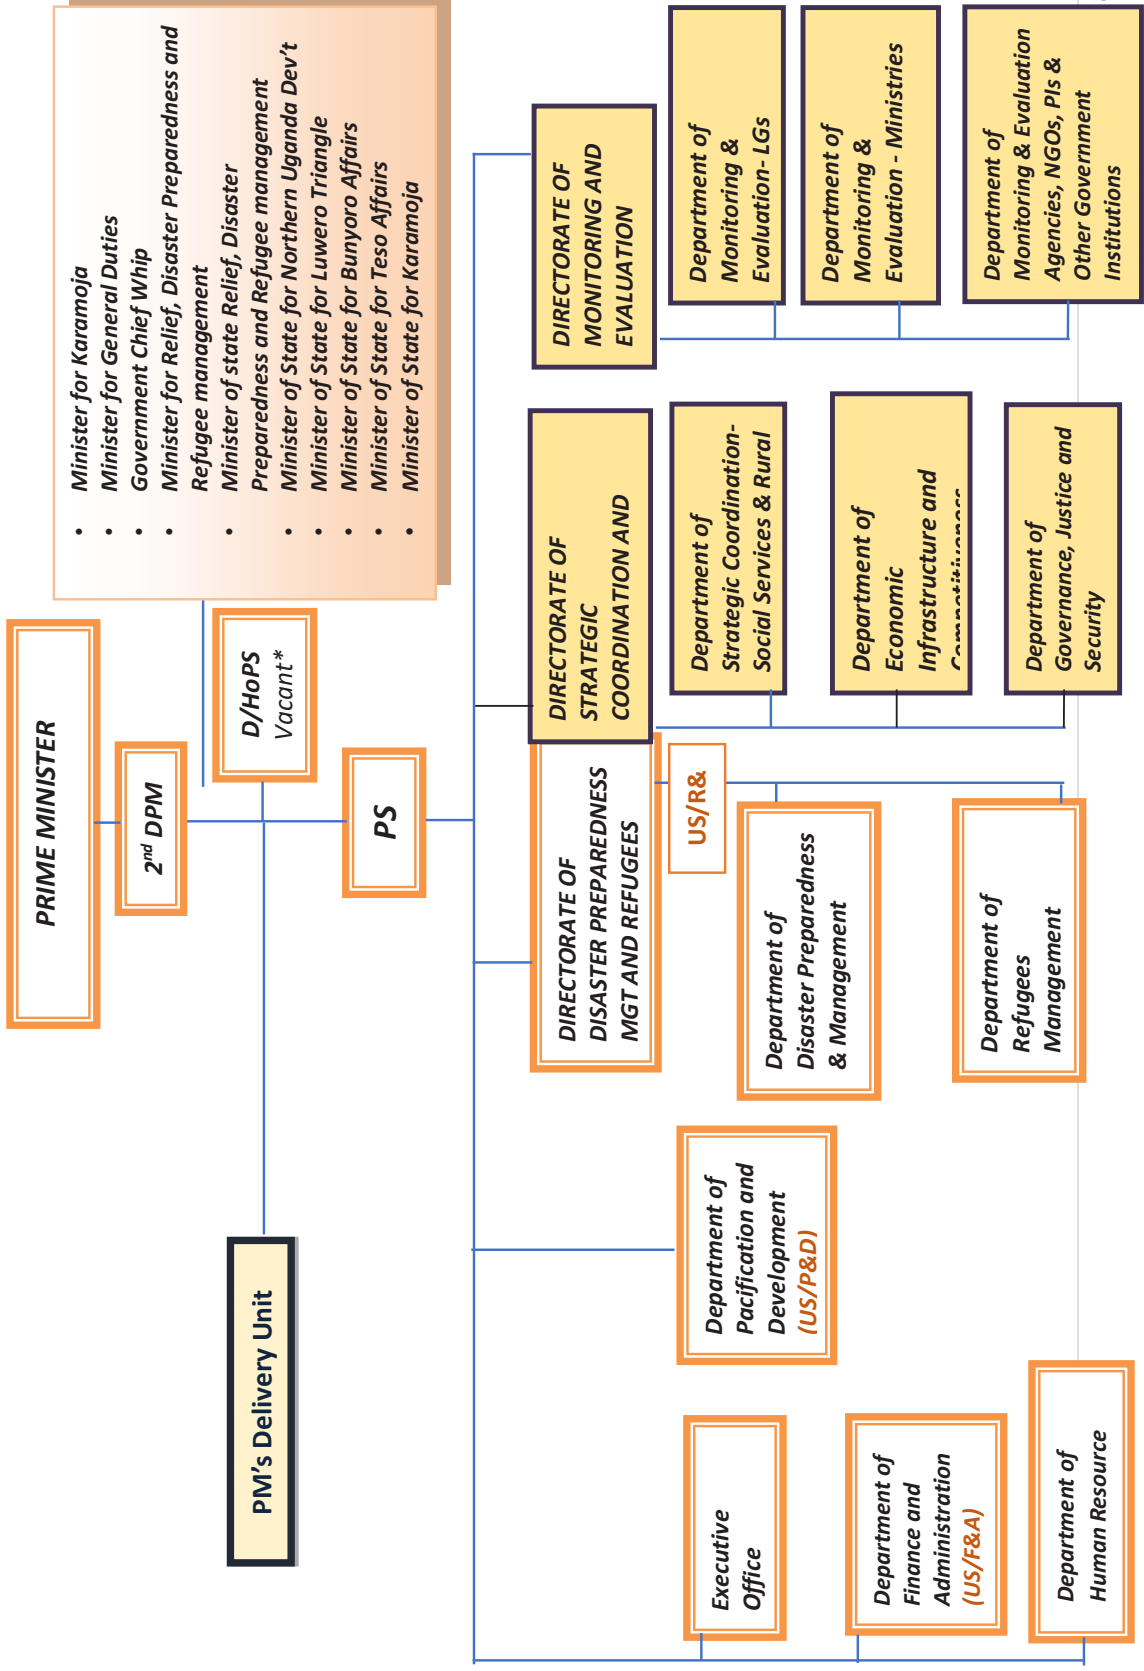 PRIME MINISTER
2nd DPM
D/HoPS
Vacant*
PS
PM's Delivery Unit
• Minister for Karamoja
• Minister for General Duties
• Government Chief Whip
• Minister for Relief, Disaster Preparedness and
Refugee management
• Minister of state Relief, Disaster
Preparedness and Refugee management
• Minister of State for Northern Uganda Dev't
• Minister of State for Luwero Triangle
• Minister of State for Bunyoro Affairs
• Minister of State for Teso Affairs
• Minister of State for Karamoja
Executive
Office
Department of
Finance and
Administration
(US/F&A)
Department of
Human Resource
Department of
Pacification and
Development
(US/P&D)
DIRECTORATE OF
DISASTER PREPAREDNESS
MGT AND REFUGEES
US/R&
Department of
Disaster Preparedness
& Management
Department of
Refugees
Management
DIRECTORATE OF
STRATEGIC
COORDINATION AND
Department of
Strategic Coordination-
Social Services & Rural
Department of
Economic
Infrastructure and
Competitiveness
Department of
Governance, Justice and
Security
DIRECTORATE OF
MONITORING AND
EVALUATION
Department of
Monitoring &
Evaluation- LGs
Department of
Monitoring &
Evaluation - Ministries
Department of
Monitoring & Evaluation
Agencies, NGOs, PIs &
Other Government
Institutions